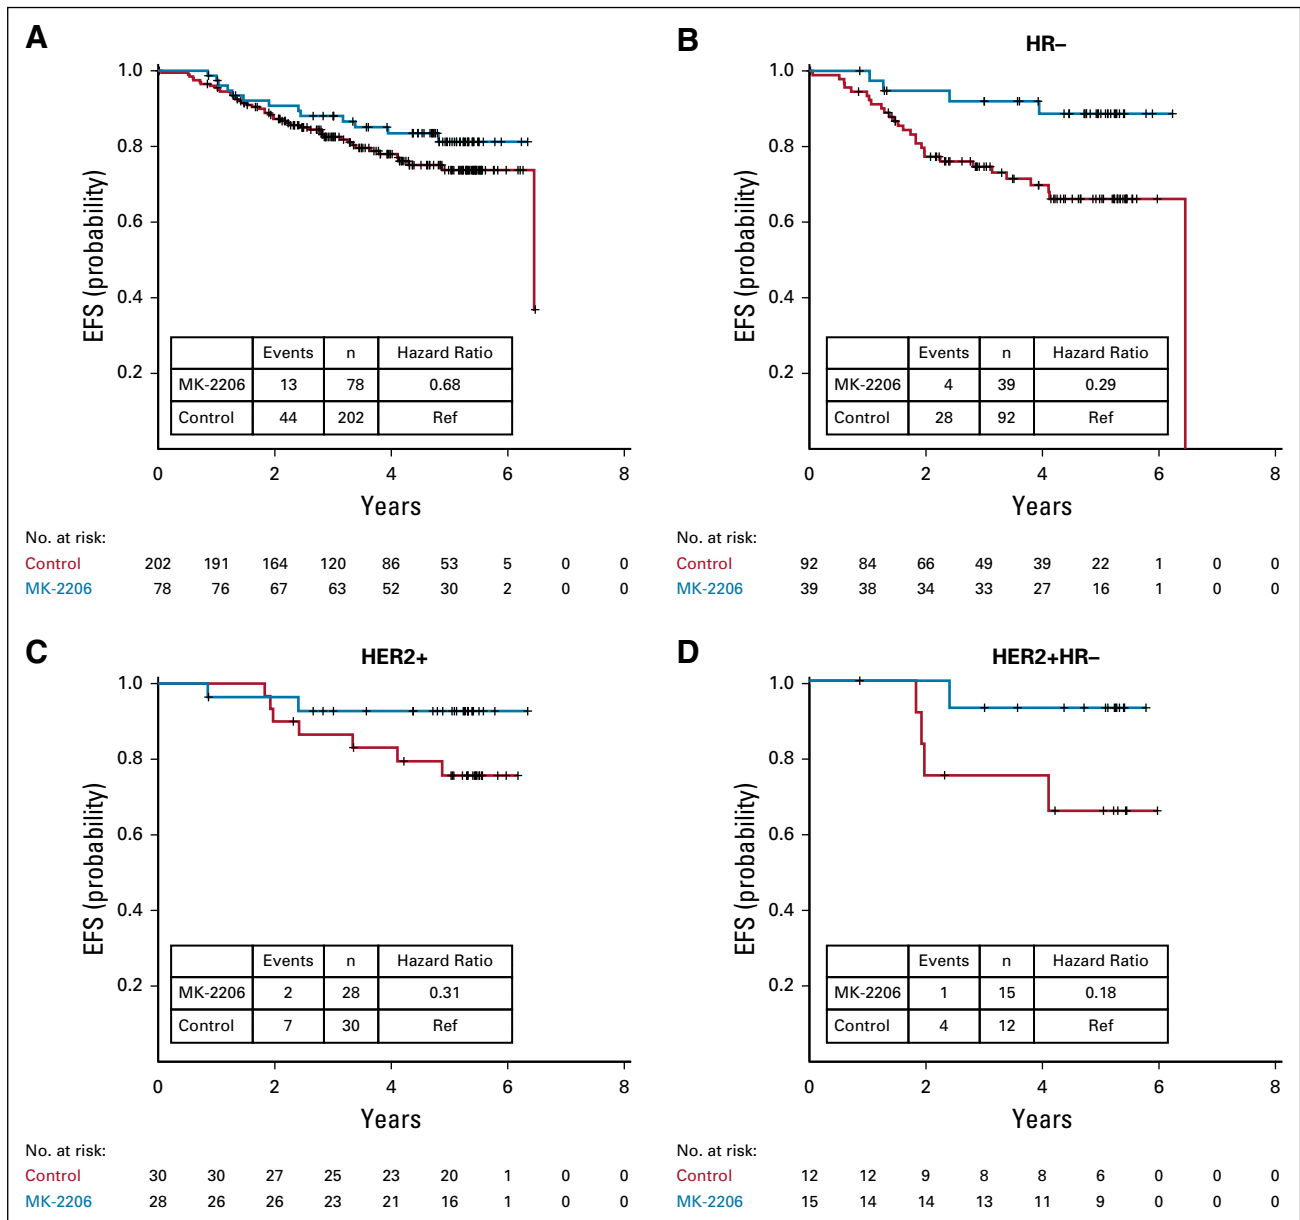 A
EFS (probability)
1.0
0.8
0.6
0.4
0.2
Events n Hazard Ratio
MK-2206 13 78 0.68
Control 44 202 Ref
0 2 4 6 8
Years
No. at risk:
Control 202 191 164 120 86 53 5 0 0
MK-2206 78 76 67 63 52 30 2 0 0
B
HR–
EFS (probability)
1.0
0.8
0.6
0.4
0.2
Events n Hazard Ratio
MK-2206 4 39 0.29
Control 28 92 Ref
0 2 4 6 8
Years
No. at risk:
Control 92 84 66 49 39 22 1 0 0
MK-2206 39 38 34 33 27 16 1 0 0
C
HER2+
EFS (probability)
1.0
0.8
0.6
0.4
0.2
Events n Hazard Ratio
MK-2206 2 28 0.31
Control 7 30 Ref
0 2 4 6 8
Years
No. at risk:
Control 30 30 27 25 23 20 1 0 0
MK-2206 28 26 26 23 21 16 1 0 0
D
HER2+HR–
EFS (probability)
1.0
0.8
0.6
0.4
0.2
Events n Hazard Ratio
MK-2206 1 15 0.18
Control 4 12 Ref
0 2 4 6 8
Years
No. at risk:
Control 12 12 9 8 8 6 0 0 0
MK-2206 15 14 14 13 11 9 0 0 0